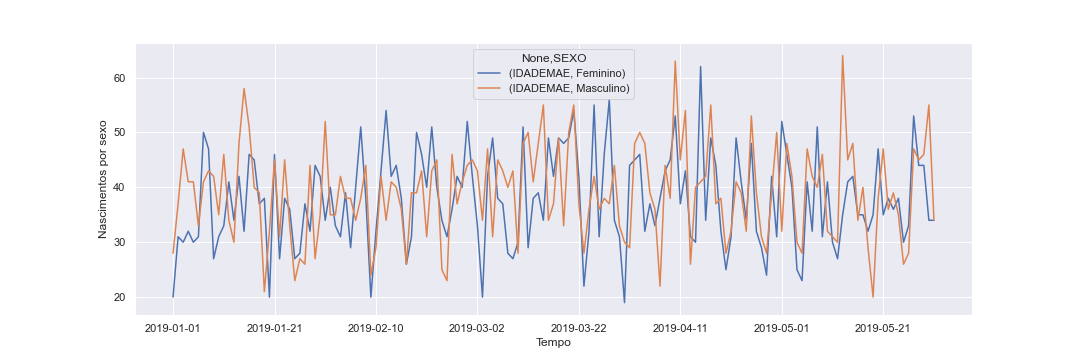 None,SEXO
(IDADEMAE, Feminino)
(IDADEMAE, Masculino)
Nascimentos por sexo
60
50
40
30
20
2019-01-01 2019-01-21 2019-02-10 2019-03-02 2019-03-22 2019-04-11 2019-05-01 2019-05-21
Tempo